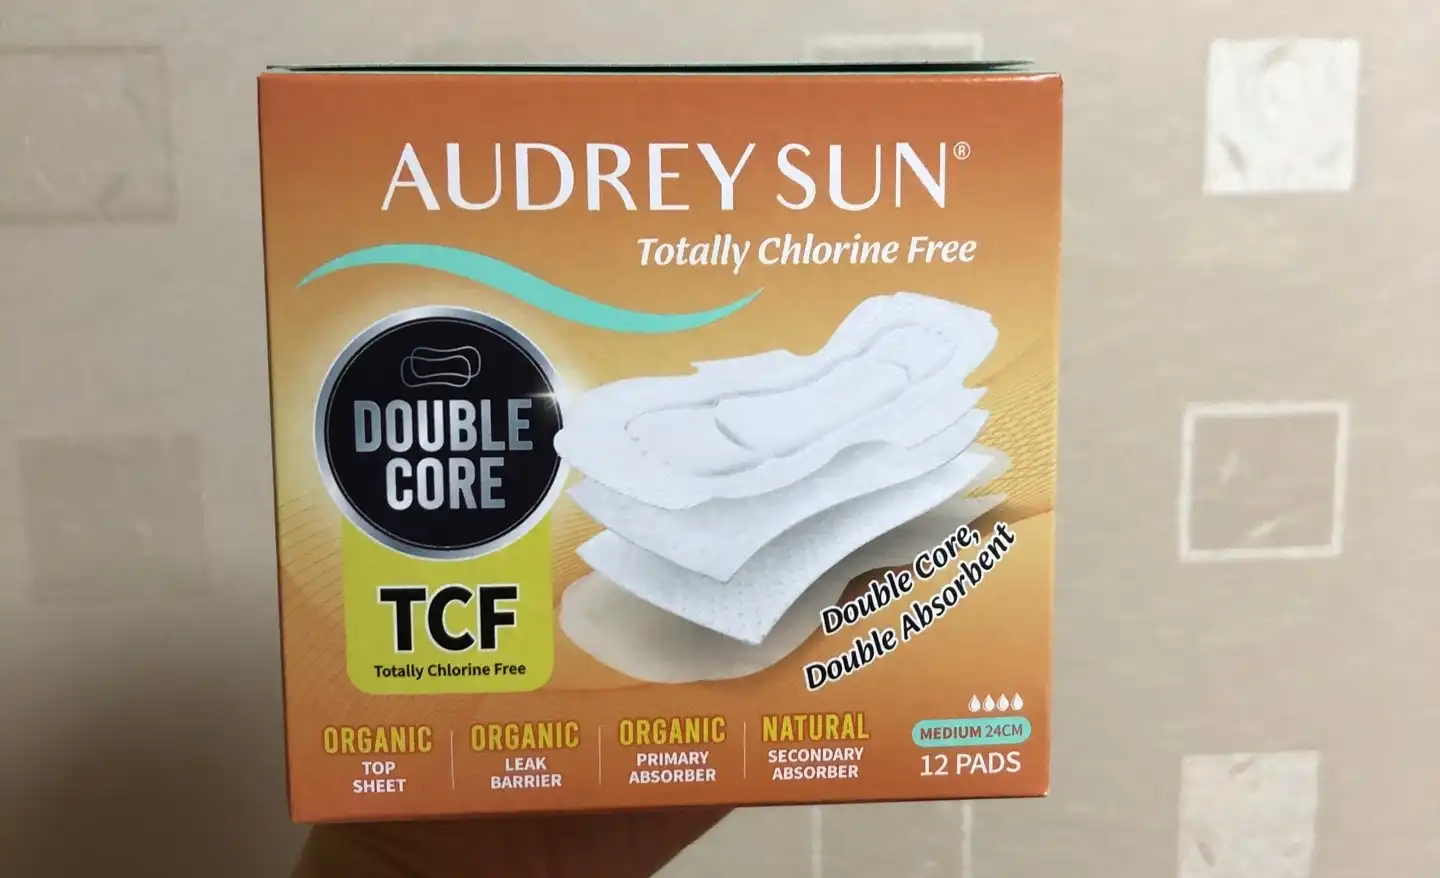 AUDREY SUN®
Totally Chlorine Free
DOUBLE
CORE
TCF
Totally Chlorine Free
Double Core,
Double Absorbent
ORGANIC
TOP
SHEET
ORGANIC
LEAK
BARRIER
ORGANIC
PRIMARY
ABSORBER
NATURAL
SECONDARY
ABSORBER
MEDIUM 24CM
12 PADS